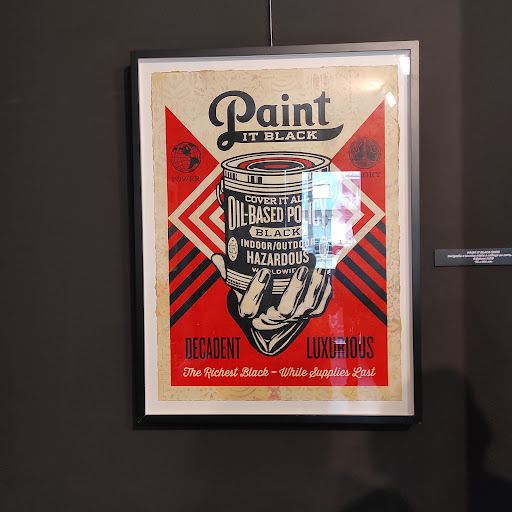 Paint
IT BLACK
POWER
COVER IT ALL
OIL-BASED POLICY
BLACK
INDOOR/OUTDOOR
HAZARDOUS
WORLDWIDE
DECADENT LUXURIOUS
The Richest Black – While Supplies Last